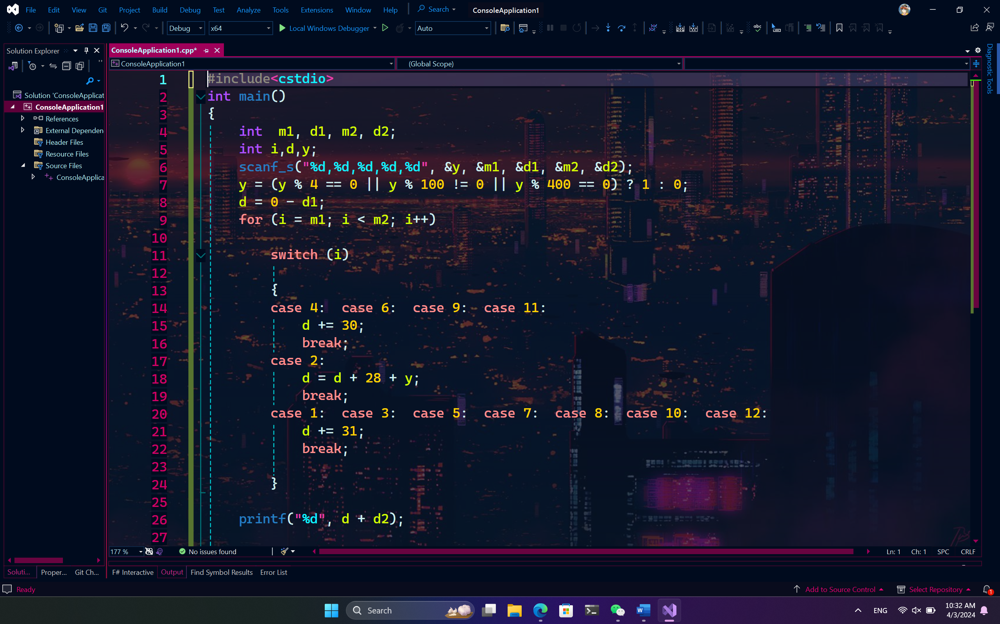 File Edit View Git Project Build Debug Test Analyze Tools Extensions Window Help Search ConsoleApplication1
Debug x64 Local Windows Debugger Auto
Solution Explorer
ConsoleApplication1.cpp*
ConsoleApplication1 (Global Scope)
Solution 'ConsoleApplicat
ConsoleApplication1
References
External Dependen
Header Files
Resource Files
Source Files
ConsoleApplica
Diagnostic Tools
1 #include<cstdio>
2 int main()
3 {
4 int  m1, d1, m2, d2;
5 int i,d,y;
6 scanf_s("%d,%d,%d,%d,%d", &y, &m1, &d1, &m2, &d2);
7 y = (y % 4 == 0 || y % 100 != 0 || y % 400 == 0) ? 1 : 0;
8 d = 0 - d1;
9 for (i = m1; i < m2; i++)
10
11 switch (i)
12
13 {
14 case 4:  case 6:  case 9:  case 11:
15 d += 30;
16 break;
17 case 2:
18 d = d + 28 + y;
19 break;
20 case 1:  case 3:  case 5:  case 7:  case 8:  case 10:  case 12:
21 d += 31;
22 break;
23
24 }
25
26 printf("%d", d + d2);
27
177 % No issues found Ln: 1 Ch: 1 SPC CRLF
Soluti... Proper... Git Ch... F# Interactive Output Find Symbol Results Error List
Ready Add to Source Control Select Repository 1
Search ENG 10:32 AM
4/3/2024